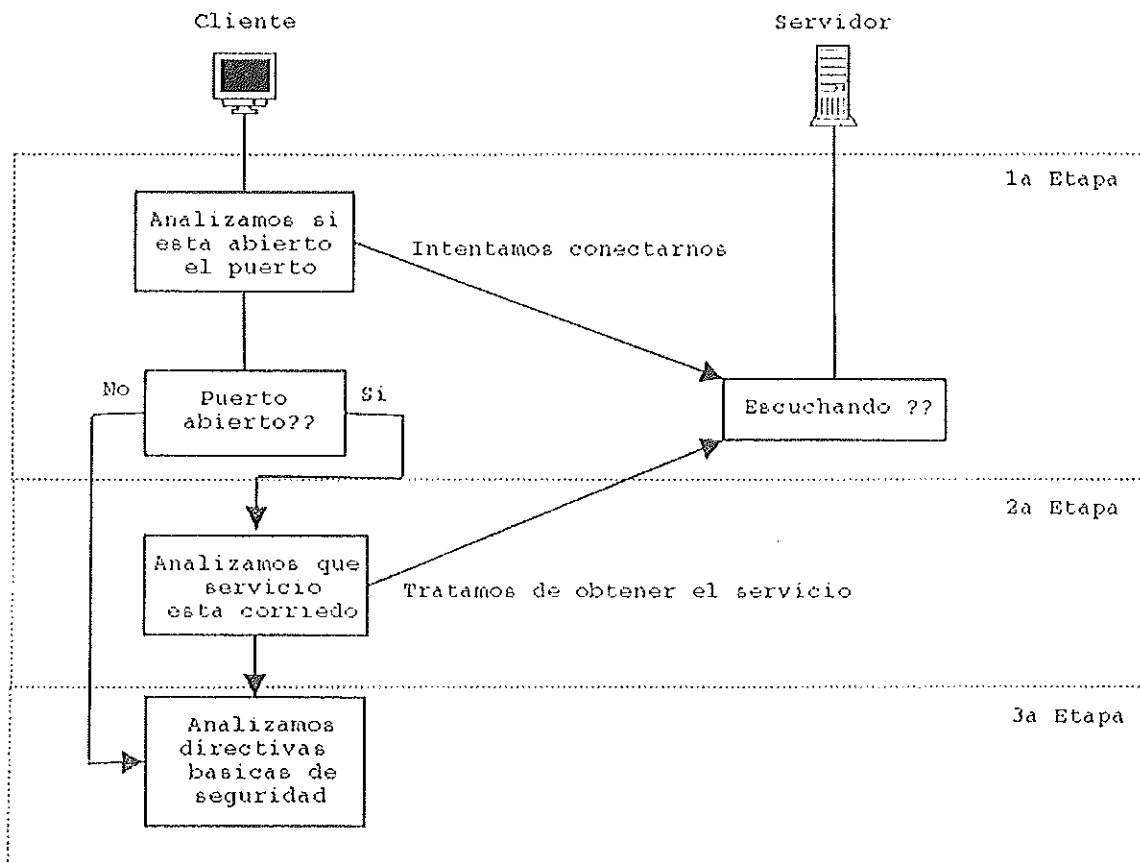 Cliente
Servidor
1a Etapa
Analizamos si
esta abierto
el puerto
Intentamos conectarnos
No
Puerto
abierto??
Si
Escuchando ??
2a Etapa
Analizamos que
servicio
esta corriedo
Tratamos de obtener el servicio
3a Etapa
Analizamos
directivas
basicas de
seguridad